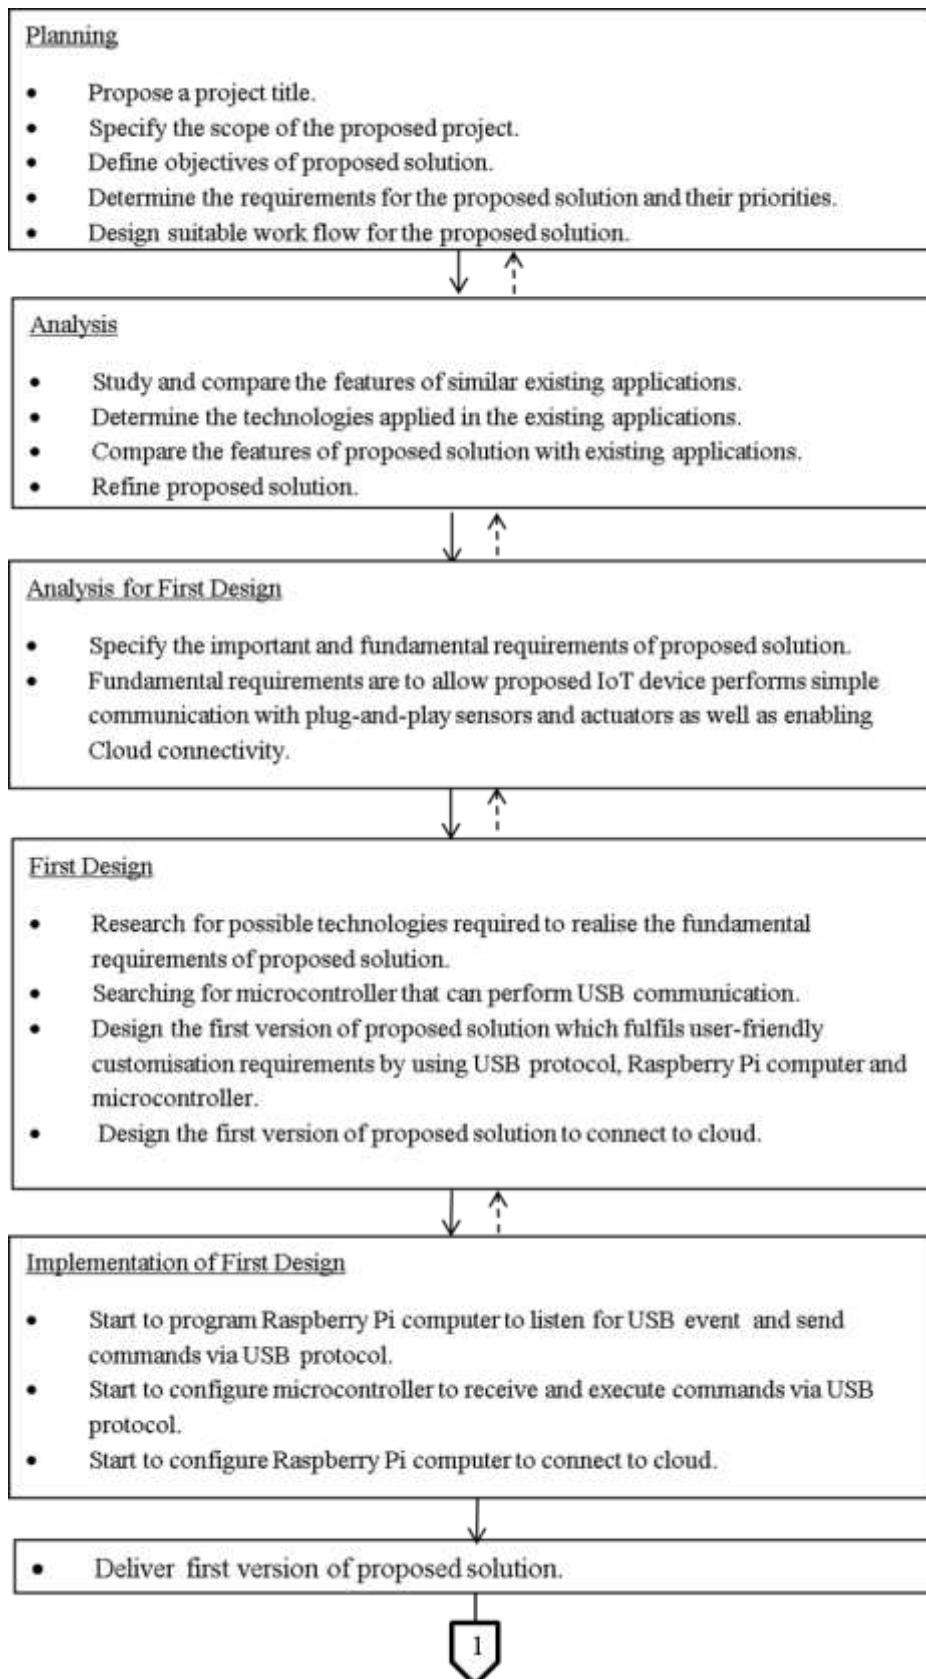 Planning
• Propose a project title.
• Specify the scope of the proposed project.
• Define objectives of proposed solution.
• Determine the requirements for the proposed solution and their priorities.
• Design suitable work flow for the proposed solution.
Analysis
• Study and compare the features of similar existing applications.
• Determine the technologies applied in the existing applications.
• Compare the features of proposed solution with existing applications.
• Refine proposed solution.
Analysis for First Design
• Specify the important and fundamental requirements of proposed solution.
• Fundamental requirements are to allow proposed IoT device performs simple
communication with plug-and-play sensors and actuators as well as enabling
Cloud connectivity.
First Design
• Research for possible technologies required to realise the fundamental
requirements of proposed solution.
• Searching for microcontroller that can perform USB communication.
• Design the first version of proposed solution which fulfils user-friendly
customisation requirements by using USB protocol, Raspberry Pi computer and
microcontroller.
• Design the first version of proposed solution to connect to cloud.
Implementation of First Design
• Start to program Raspberry Pi computer to listen for USB event and send
commands via USB protocol.
• Start to configure microcontroller to receive and execute commands via USB
protocol.
• Start to configure Raspberry Pi computer to connect to cloud.
• Deliver first version of proposed solution.
1